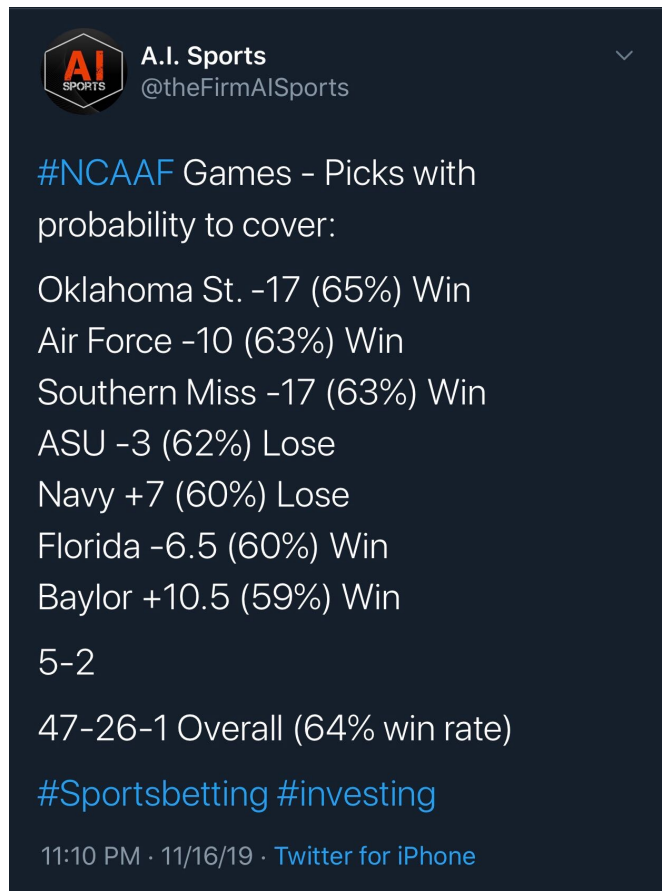 AI
SPORTS
A.I. Sports
@theFirmAISports
#NCAAF Games - Picks with
probability to cover:
Oklahoma St. -17 (65%) Win
Air Force -10 (63%) Win
Southern Miss -17 (63%) Win
ASU -3 (62%) Lose
Navy +7 (60%) Lose
Florida -6.5 (60%) Win
Baylor +10.5 (59%) Win
5-2
47-26-1 Overall (64% win rate)
#Sportsbetting #investing
11:10 PM · 11/16/19 · Twitter for iPhone